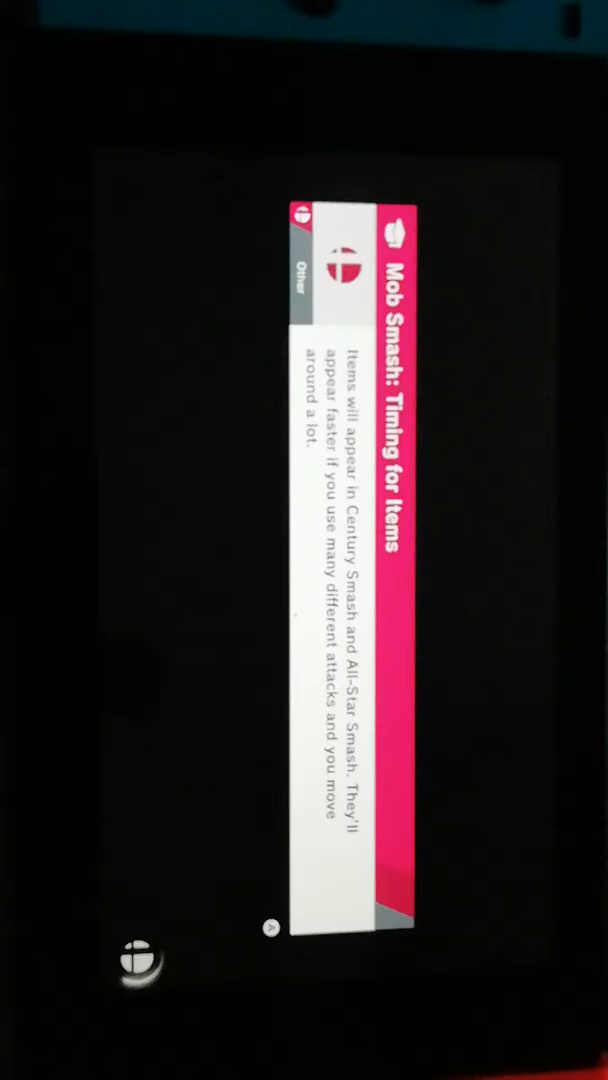 Mob Smash: Timing for Items
Items will appear in Century Smash and All-Star Smash. They'll
appear faster if you use many different attacks and you move
around a lot.
Other
A